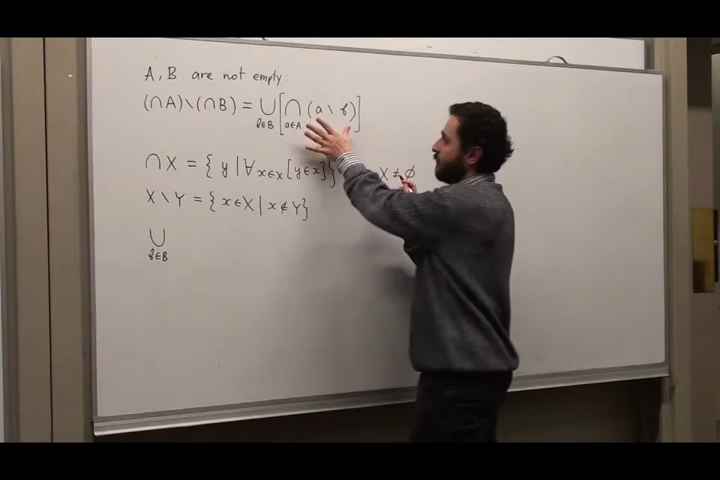 A, B are not empty:
(∩A)∖(∩B) = ⋃_{b∈B} [ ⋂_{a∈A} (a∖b) ]
∩X = { y | ∀_{x∈X} [y∈x] } X ≠ ∅
X∖Y = { x∈X | x∉Y }
⋃_{b∈B}